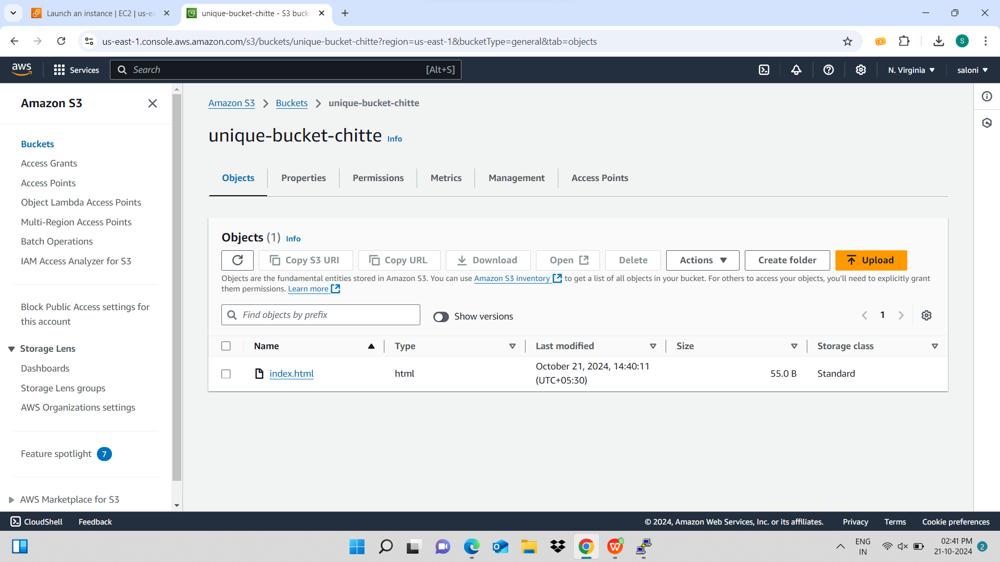 Launch an instance | EC2 | us-ea
unique-bucket-chitte - S3 bucke
us-east-1.console.aws.amazon.com/s3/buckets/unique-bucket-chitte?region=us-east-1&bucketType=general&tab=objects
S
aws
Services
Search
[Alt+S]
N. Virginia
saloni
Amazon S3
Buckets
Access Grants
Access Points
Object Lambda Access Points
Multi-Region Access Points
Batch Operations
IAM Access Analyzer for S3
Block Public Access settings for
this account
Storage Lens
Dashboards
Storage Lens groups
AWS Organizations settings
Feature spotlight 7
AWS Marketplace for S3
Amazon S3 > Buckets > unique-bucket-chitte
unique-bucket-chitte Info
Objects Properties Permissions Metrics Management Access Points
Objects (1) Info
Copy S3 URI Copy URL Download Open Delete Actions Create folder Upload
Objects are the fundamental entities stored in Amazon S3. You can use Amazon S3 inventory to get a list of all objects in your bucket. For others to access your objects, you'll need to explicitly grant
them permissions. Learn more
Find objects by prefix
Show versions
1
Name Type Last modified Size Storage class
index.html html October 21, 2024, 14:40:11 55.0 B Standard
(UTC+05:30)
CloudShell Feedback © 2024, Amazon Web Services, Inc. or its affiliates. Privacy Terms Cookie preferences
ENG
IN
02:41 PM
21-10-2024
2